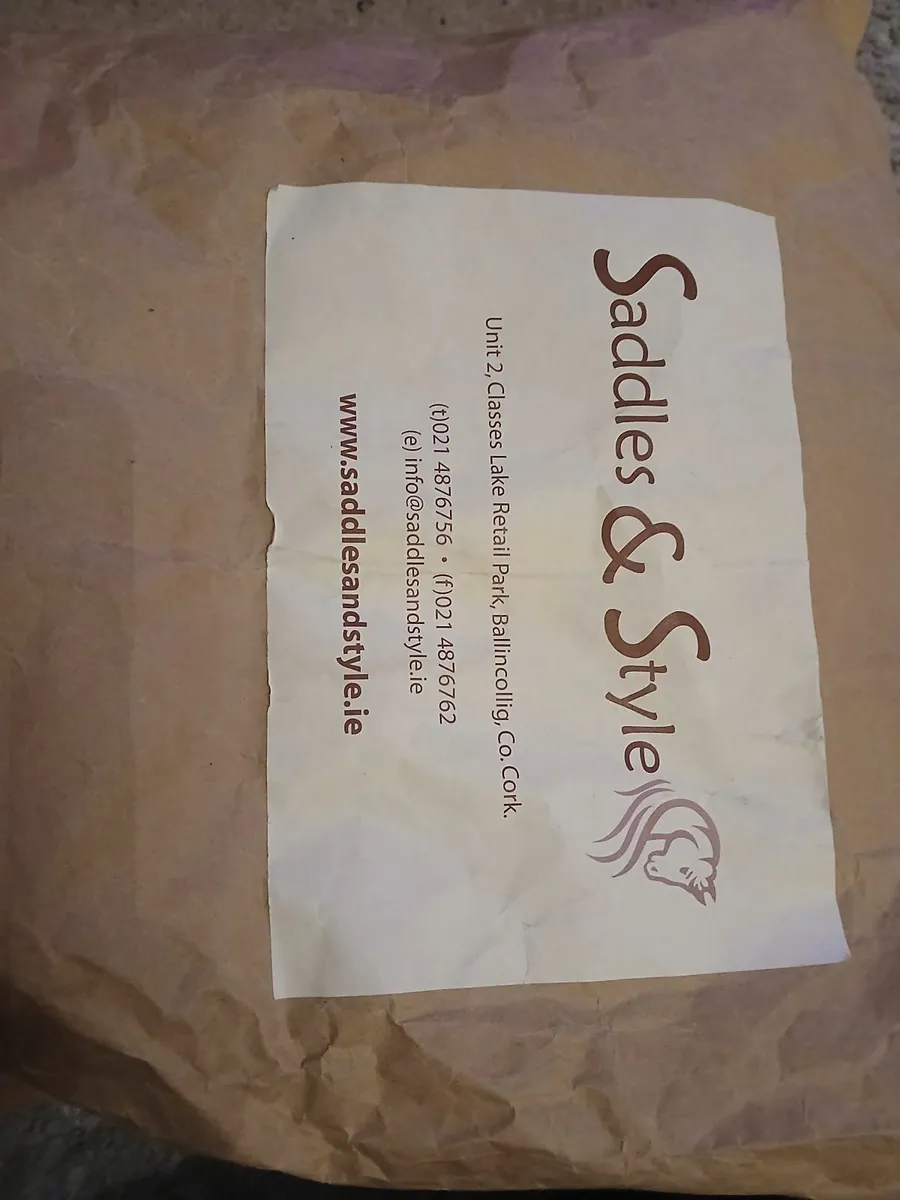 Saddles & Style
Unit 2, Classes Lake Retail Park, Ballincollig, Co. Cork.
(t)021 4876756 • (f)021 4876762
(e) info@saddlesandstyle.ie
www.saddlesandstyle.ie